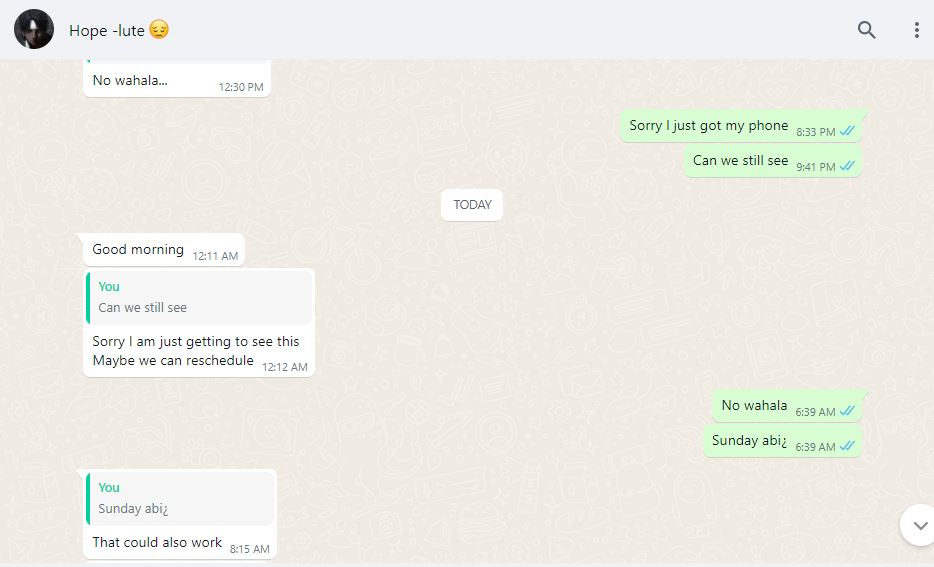 Hope -lute 😔
No wahala... 12:30 PM
Sorry I just got my phone 8:33 PM
Can we still see 9:41 PM
TODAY
Good morning 12:11 AM
You
Can we still see
Sorry I am just getting to see this
Maybe we can reschedule 12:12 AM
No wahala 6:39 AM
Sunday abi¿ 6:39 AM
You
Sunday abi¿
That could also work 8:15 AM